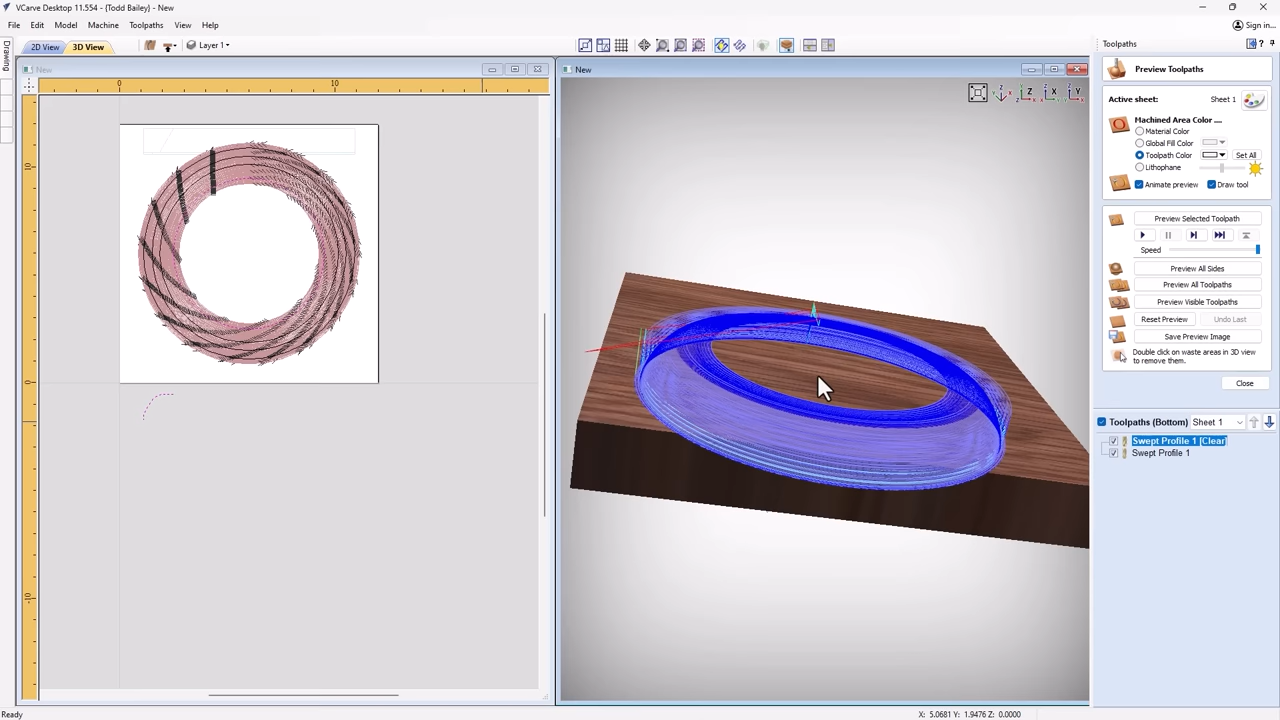 VCarve Desktop 11.554 - {Todd Bailey} - New
File Edit Model Machine Toolpaths View Help
Sign in...
Drawing
2D View 3D View
Layer 1
Toolpaths
New
0 10
10
0
-10
New
Z X Y
Preview Toolpaths
Active sheet: Sheet 1
Machined Area Color ....
Material Color
Global Fill Color
Toolpath Color Set All
Lithophane
Animate preview Draw tool
Preview Selected Toolpath
Speed
Preview All Sides
Preview All Toolpaths
Preview Visible Toolpaths
Reset Preview Undo Last
Save Preview Image
Double click on waste areas in 3D view
to remove them.
Close
Toolpaths (Bottom) Sheet 1
Swept Profile 1 [Clear]
Swept Profile 1
Ready
X: 5.0681 Y: 1.9476 Z: 0.0000